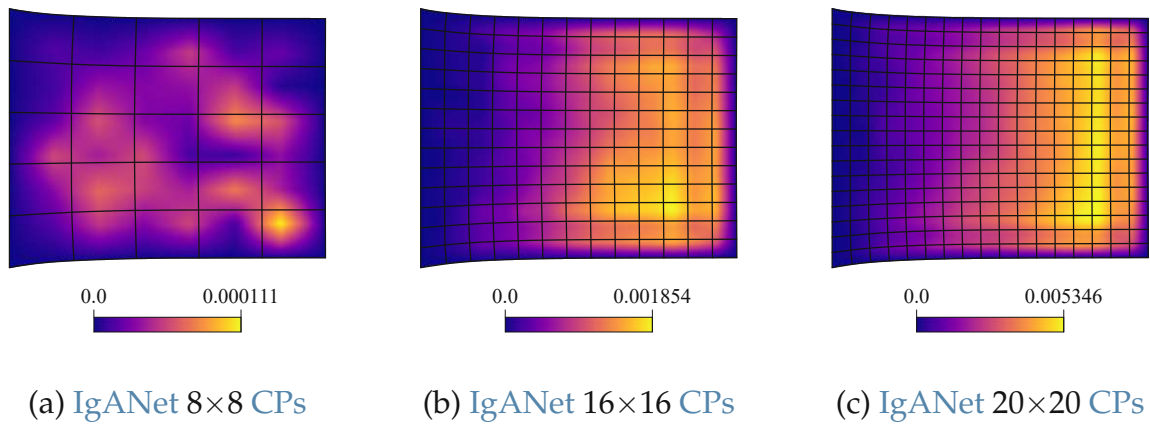 0.0 0.000111
0.0 0.001854
0.0 0.005346
(a) IgANet 8×8 CPs
(b) IgANet 16×16 CPs
(c) IgANet 20×20 CPs